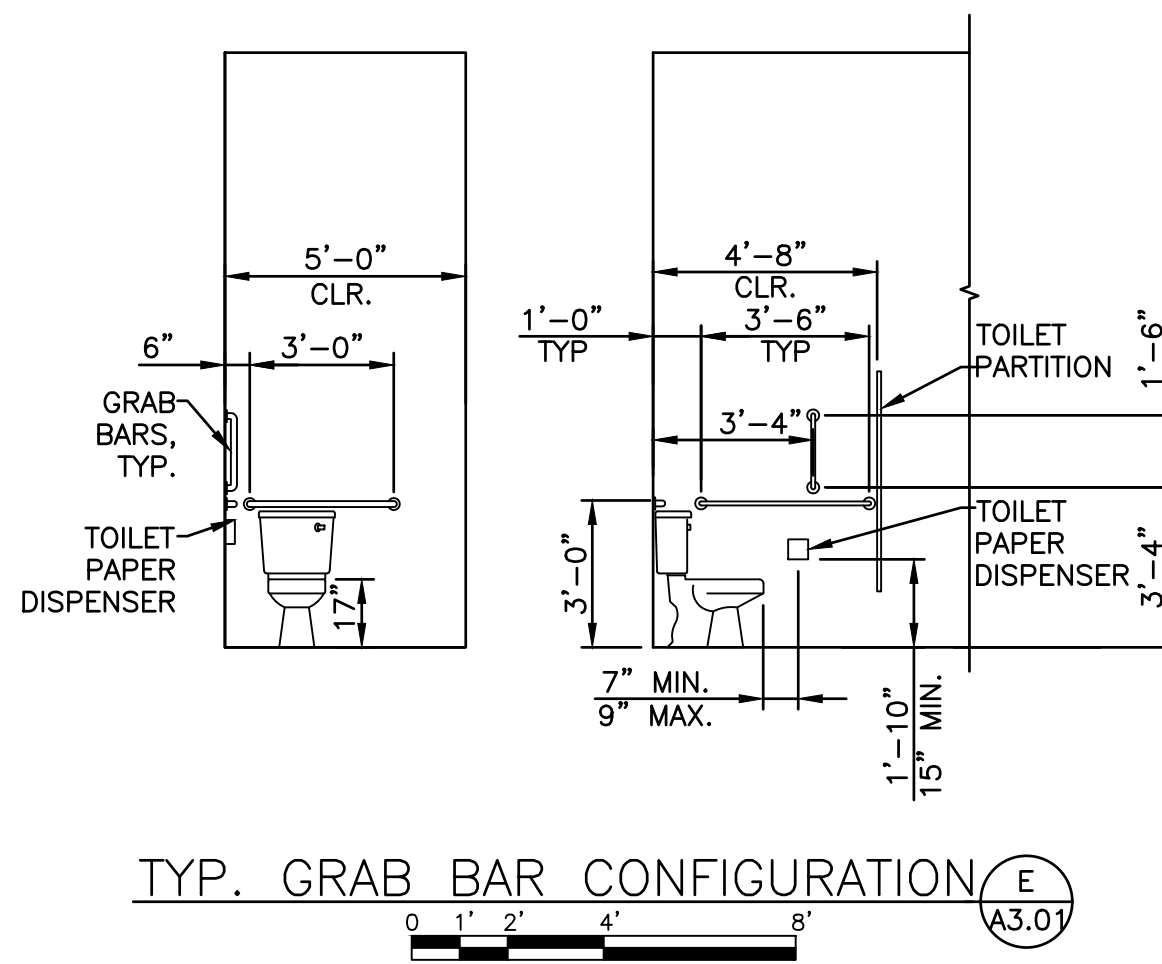 5'-0"
CLR.
6"
3'-0"
GRAB
BARS,
TYP.
TOILET
PAPER
DISPENSER
17"
4'-8"
CLR.
1'-0"
TYP
3'-6"
TYP
3'-4"
TOILET
PARTITION
1'-6"
TOILET
PAPER
DISPENSER
3'-4"
3'-0"
7" MIN.
9" MAX.
1'-10"
15" MIN.
TYP. GRAB BAR CONFIGURATION
E
A3.01
0 1' 2' 4' 8'